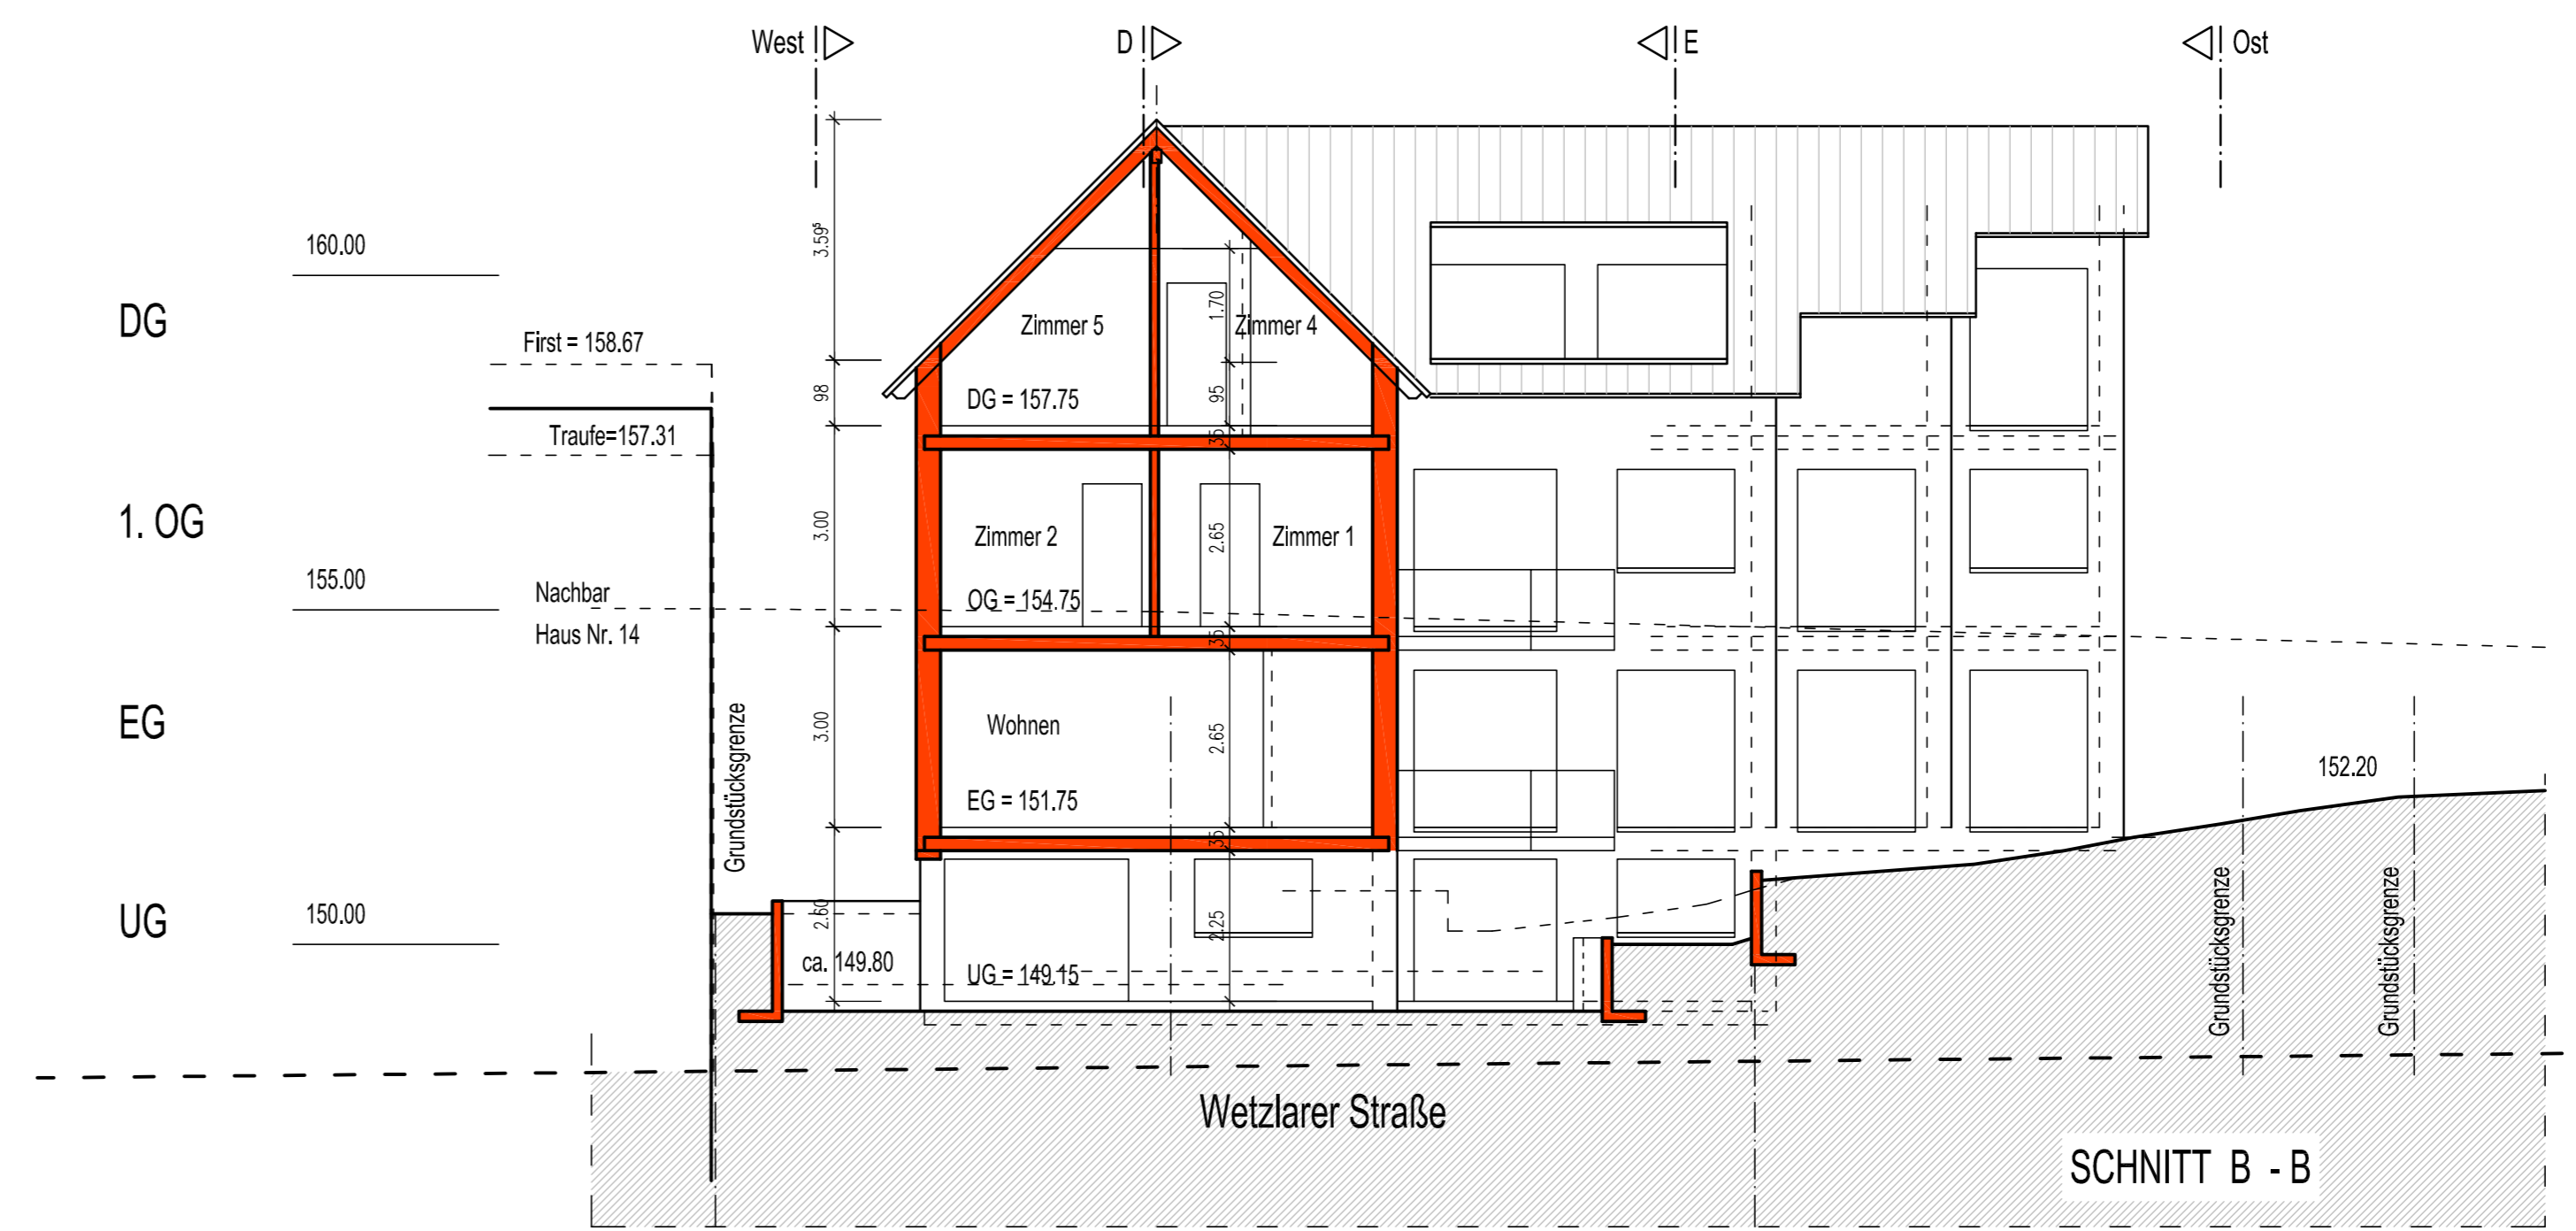 West
D
E
Ost
160.00
DG
First = 158.67
Traufe=157.31
3.59⁵
98
Zimmer 5
Zimmer 4
1.70
DG = 157.75
95
35
1. OG
155.00
Nachbar
Haus Nr. 14
3.00
Zimmer 2
2.65
Zimmer 1
OG = 154.75
35
EG
Grundstücksgrenze
3.00
Wohnen
2.65
EG = 151.75
35
152.20
UG
150.00
2.60
2.25
ca. 149.80
UG = 149.15
Grundstücksgrenze
Grundstücksgrenze
Wetzlarer Straße
SCHNITT B - B